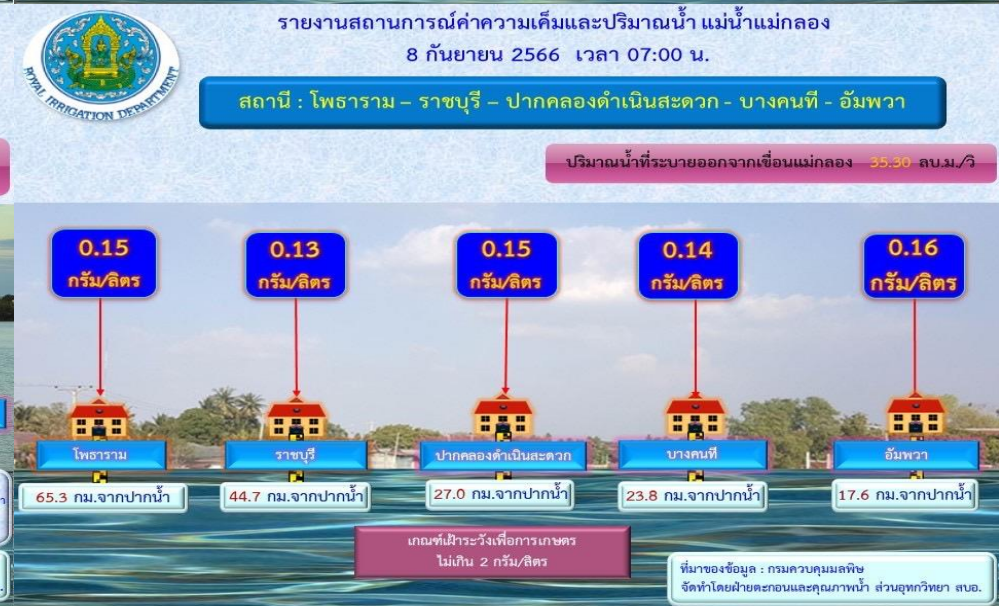 รายงานสถานการณ์ค่าความเค็มและปริมาณน้ำ แม่น้ำแม่กลอง
8 กันยายน 2566 เวลา 07:00 น.
ROYAL IRRIGATION DEPARTMENT
สถานี : โพธาราม – ราชบุรี – ปากคลองดำเนินสะดวก - บางคนที - อัมพวา
ปริมาณน้ำที่ระบายออกจากเขื่อนแม่กลอง 35.30 ลบ.ม./วิ
0.15
กรัม/ลิตร
0.13
กรัม/ลิตร
0.15
กรัม/ลิตร
0.14
กรัม/ลิตร
0.16
กรัม/ลิตร
โพธาราม
ราชบุรี
ปากคลองดำเนินสะดวก
บางคนที
อัมพวา
65.3 กม.จากปากน้ำ
44.7 กม.จากปากน้ำ
27.0 กม.จากปากน้ำ
23.8 กม.จากปากน้ำ
17.6 กม.จากปากน้ำ
เกณฑ์เฝ้าระวังเพื่อการเกษตร
ไม่เกิน 2 กรัม/ลิตร
ที่มาของข้อมูล : กรมควบคุมมลพิษ
จัดทำโดยฝ่ายตะกอนและคุณภาพน้ำ ส่วนอุทกวิทยา สบอ.